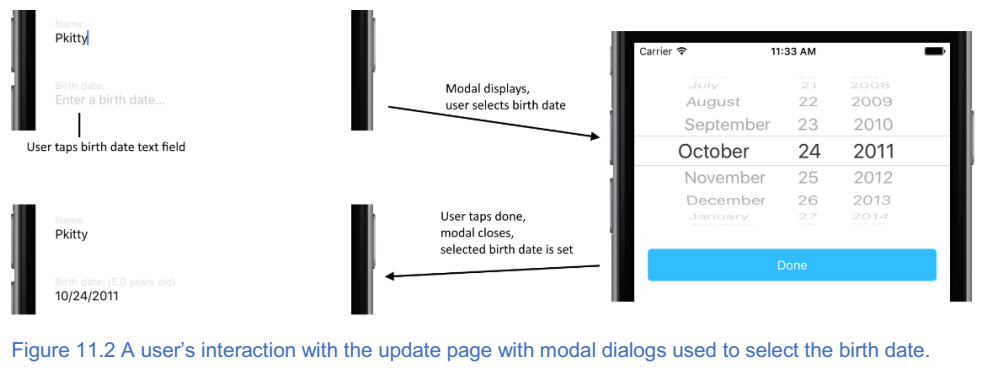 Name:
Pkitty
Birth date:
Enter a birth date...
User taps birth date text field
Modal displays,
user selects birth date
Carrier 11:33 AM
July 21 2008
August 22 2009
September 23 2010
October 24 2011
November 25 2012
December 26 2013
January 27 2014
Done
Name:
Pkitty
Birth date: (5.0 years old)
10/24/2011
User taps done,
modal closes,
selected birth date is set
Figure 11.2 A user’s interaction with the update page with modal dialogs used to select the birth date.